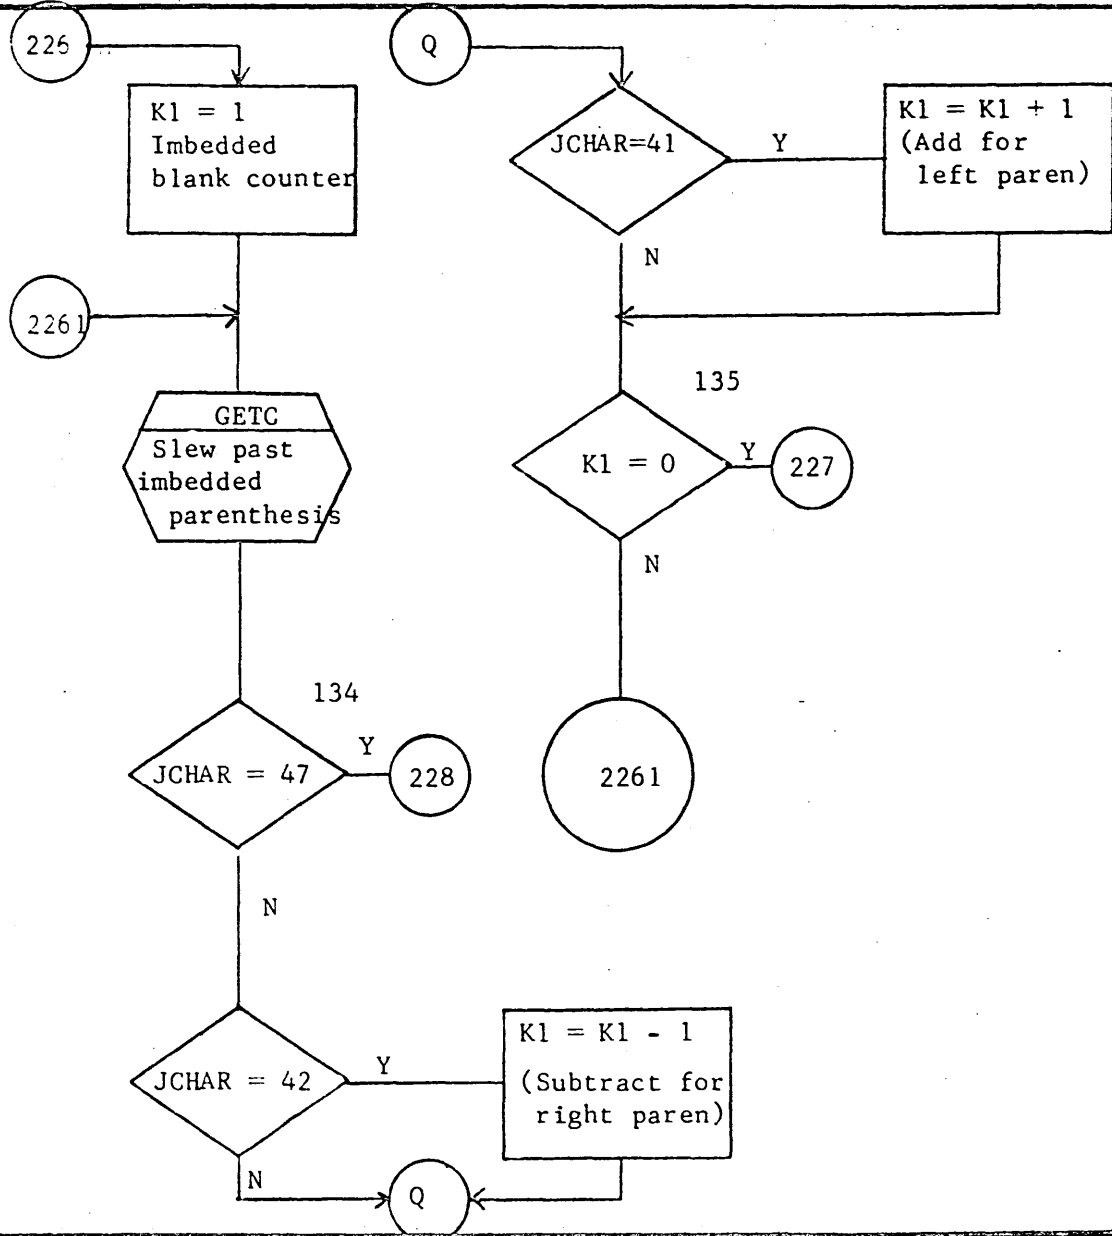 226
K1 = 1
Imbedded
blank counter
2261
GETC
Slew past
imbedded
parenthesis
134
JCHAR = 47
Y
228
N
JCHAR = 42
Y
K1 = K1 - 1
(Subtract for
right paren)
N
Q
Q
JCHAR=41
Y
K1 = K1 + 1
(Add for
left paren)
N
135
K1 = 0
Y
227
N
2261